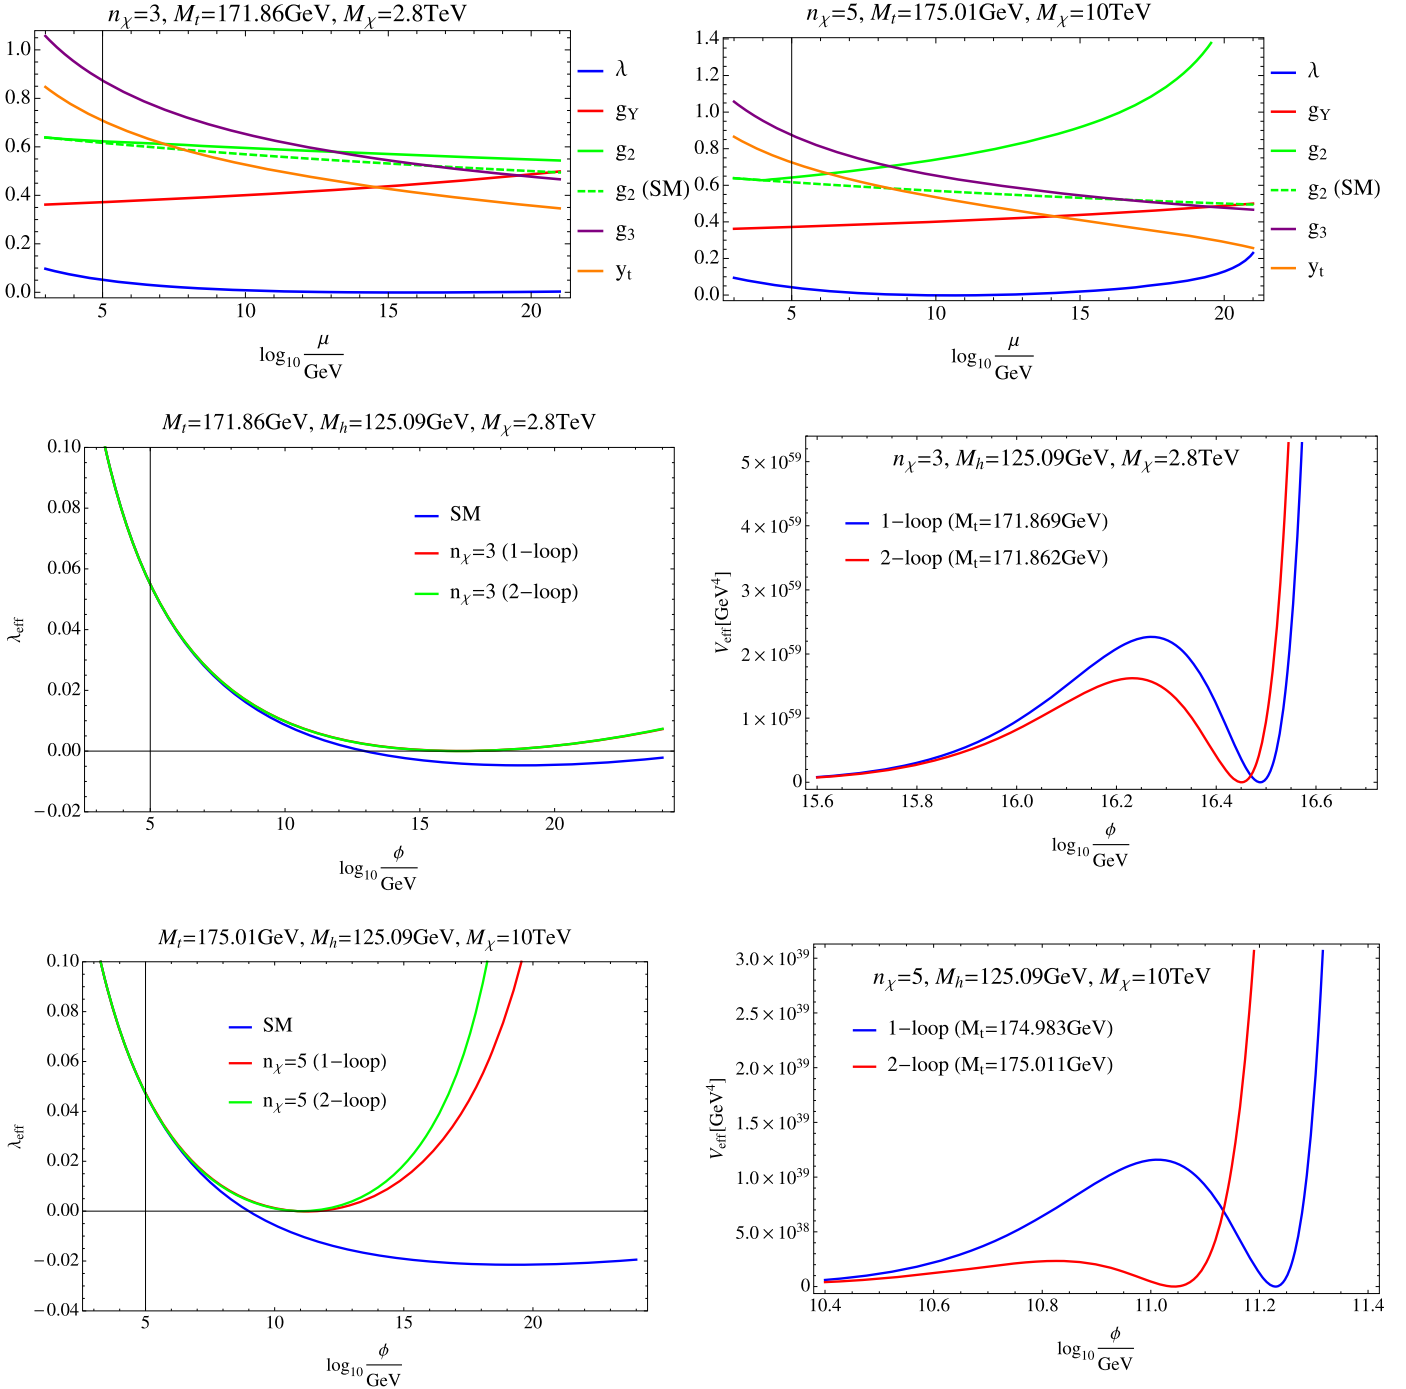 nχ=3, Mt=171.86GeV, Mχ=2.8TeV
1.0
0.8
0.6
0.4
0.2
0.0
5
10
15
20
log10 μ/GeV
λ
gY
g2
g2 (SM)
g3
yt
nχ=5, Mt=175.01GeV, Mχ=10TeV
1.4
1.2
1.0
0.8
0.6
0.4
0.2
0.0
5
10
15
20
log10 μ/GeV
λ
gY
g2
g2 (SM)
g3
yt
Mt=171.86GeV, Mh=125.09GeV, Mχ=2.8TeV
0.10
0.08
0.06
0.04
0.02
0.00
−0.02
λeff
SM
nχ=3 (1−loop)
nχ=3 (2−loop)
5
10
15
20
log10 ϕ/GeV
nχ=3, Mh=125.09GeV, Mχ=2.8TeV
5×10^59
4×10^59
3×10^59
2×10^59
1×10^59
0
Veff[GeV^4]
1−loop (Mt=171.869GeV)
2−loop (Mt=171.862GeV)
15.6
15.8
16.0
16.2
16.4
16.6
log10 ϕ/GeV
Mt=175.01GeV, Mh=125.09GeV, Mχ=10TeV
0.10
0.08
0.06
0.04
0.02
0.00
−0.02
−0.04
λeff
SM
nχ=5 (1−loop)
nχ=5 (2−loop)
5
10
15
20
log10 ϕ/GeV
nχ=5, Mh=125.09GeV, Mχ=10TeV
3.0×10^39
2.5×10^39
2.0×10^39
1.5×10^39
1.0×10^39
5.0×10^38
0
Veff[GeV^4]
1−loop (Mt=174.983GeV)
2−loop (Mt=175.011GeV)
10.4
10.6
10.8
11.0
11.2
11.4
log10 ϕ/GeV